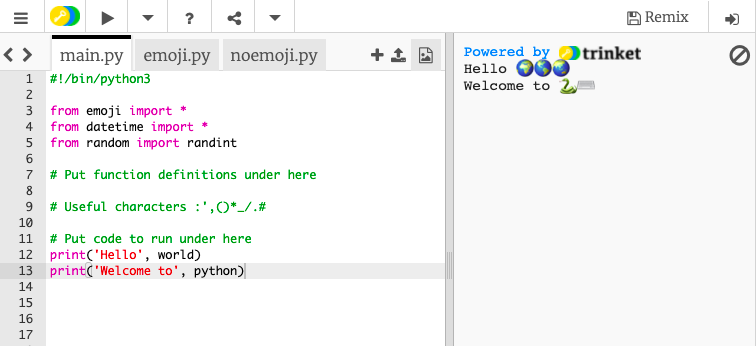 ? Remix
main.py emoji.py noemoji.py
1 #!/bin/python3
2
3 from emoji import *
4 from datetime import *
5 from random import randint
6
7 # Put function definitions under here
8
9 # Useful characters :',()*_/.#
10
11 # Put code to run under here
12 print('Hello', world)
13 print('Welcome to', python)
14
15
16
17
Powered by trinket
Hello 🌍🌎🌏
Welcome to 🐍⌨️